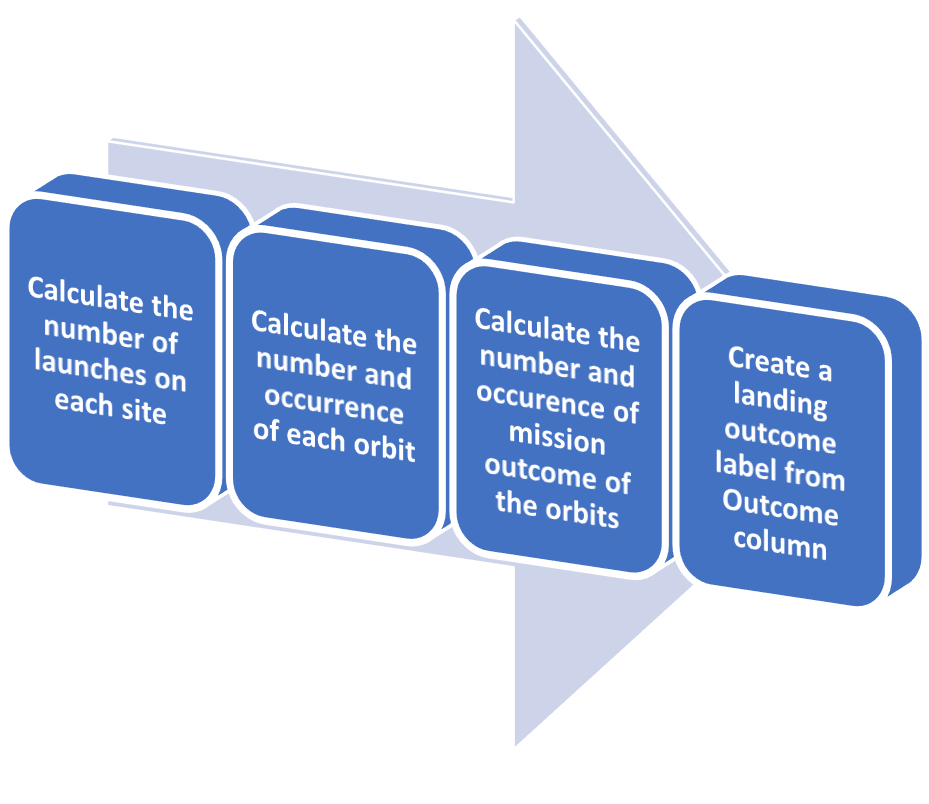 Calculate the
number of
launches on
each site
Calculate the
number and
occurrence
of each orbit
Calculate the
number and
occurence of
mission
outcome of
the orbits
Create a
landing
outcome
label from
Outcome
column